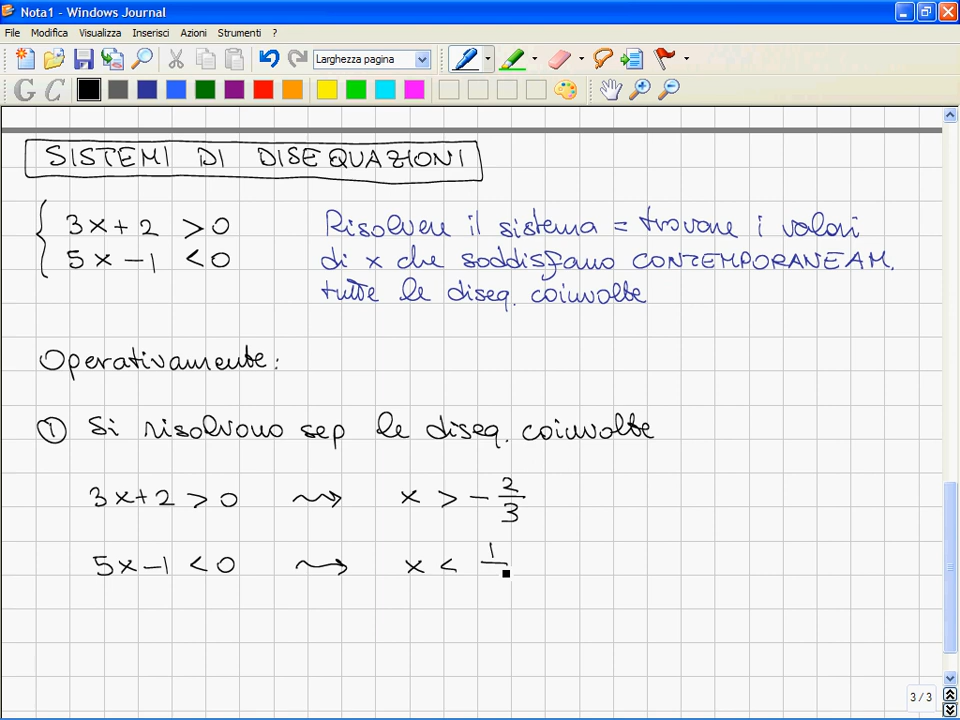 Nota1 - Windows Journal
File Modifica Visualizza Inserisci Azioni Strumenti ?
Larghezza pagina
G C
SISTEMI DI DISEQUAZIONI
3x+2 >0
5x-1 <0
Risolvere il sistema = trovare i valori
di x che soddisfano CONTEMPORANEAM.
tutte le diseq. coinvolte
Operativamente:
① Si risolvono sep le diseq. coinvolte
3x+2 > 0 ⇝ x > -2/3
5x-1 < 0 ⇝ x < 1/
3 / 3